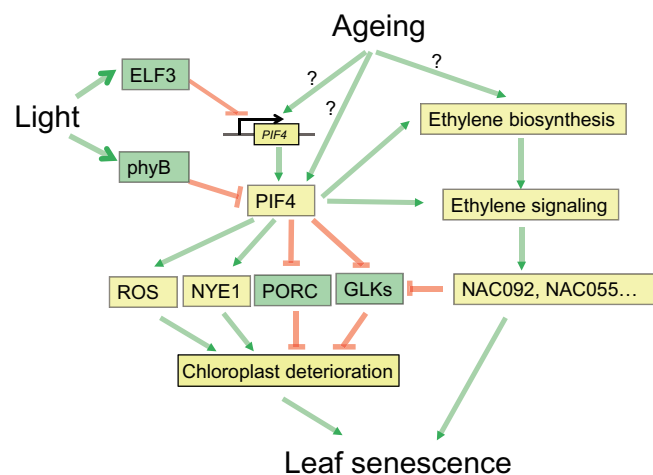 Ageing
?
?
?
ELF3
Light
PIF4
Ethylene biosynthesis
phyB
PIF4
Ethylene signaling
ROS
NYE1
PORC
GLKs
NAC092, NAC055...
Chloroplast deterioration
Leaf senescence